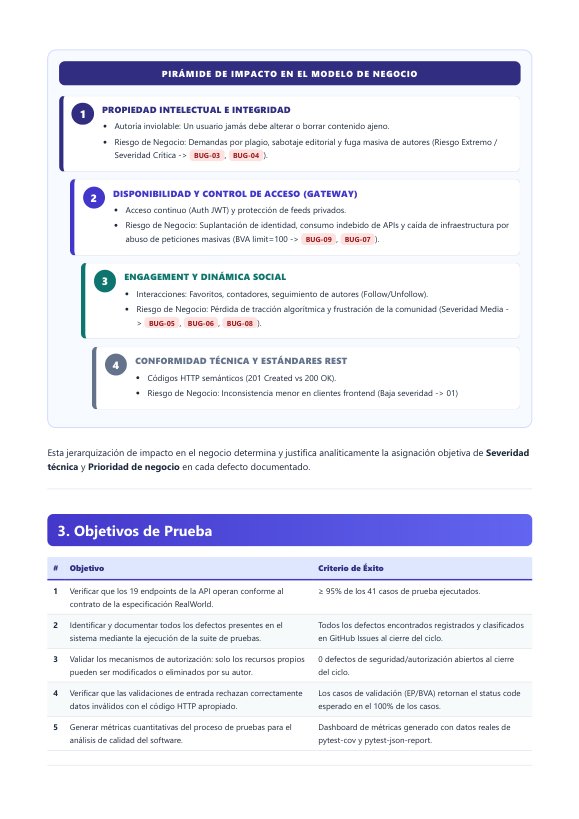 PIRÁMIDE DE IMPACTO EN EL MODELO DE NEGOCIO
1
PROPIEDAD INTELECTUAL E INTEGRIDAD
• Autoría inviolable: Un usuario jamás debe alterar o borrar contenido ajeno.
• Riesgo de Negocio: Demandas por plagio, sabotaje editorial y fuga masiva de autores (Riesgo Extremo /
Severidad Crítica -> BUG-03, BUG-04).
2
DISPONIBILIDAD Y CONTROL DE ACCESO (GATEWAY)
• Acceso continuo (Auth JWT) y protección de feeds privados.
• Riesgo de Negocio: Suplantación de identidad, consumo indebido de APIs y caída de infraestructura por
abuso de peticiones masivas (BVA limit=100 -> BUG-09, BUG-07).
3
ENGAGEMENT Y DINÁMICA SOCIAL
• Interacciones: Favoritos, contadores, seguimiento de autores (Follow/Unfollow).
• Riesgo de Negocio: Pérdida de tracción algorítmica y frustración de la comunidad (Severidad Media -
> BUG-05, BUG-06, BUG-08).
4
CONFORMIDAD TÉCNICA Y ESTÁNDARES REST
• Códigos HTTP semánticos (201 Created vs 200 OK).
• Riesgo de Negocio: Inconsistencia menor en clientes frontend (Baja severidad -> 01)
Esta jerarquización de impacto en el negocio determina y justifica analíticamente la asignación objetiva de Severidad
técnica y Prioridad de negocio en cada defecto documentado.
3. Objetivos de Prueba
# Objetivo Criterio de Éxito
1 Verificar que los 19 endpoints de la API operan conforme al ≥ 95% de los 41 casos de prueba ejecutados.
contrato de la especificación RealWorld.
2 Identificar y documentar todos los defectos presentes en el Todos los defectos encontrados registrados y clasificados
sistema mediante la ejecución de la suite de pruebas. en GitHub Issues al cierre del ciclo.
3 Validar los mecanismos de autorización: solo los recursos propios 0 defectos de seguridad/autorización abiertos al cierre
pueden ser modificados o eliminados por su autor. del ciclo.
4 Verificar que las validaciones de entrada rechazan correctamente Los casos de validación (EP/BVA) retornan el status code
datos inválidos con el código HTTP apropiado. esperado en el 100% de los casos.
5 Generar métricas cuantitativas del proceso de pruebas para el Dashboard de métricas generado con datos reales de
análisis de calidad del software. pytest-cov y pytest-json-report.